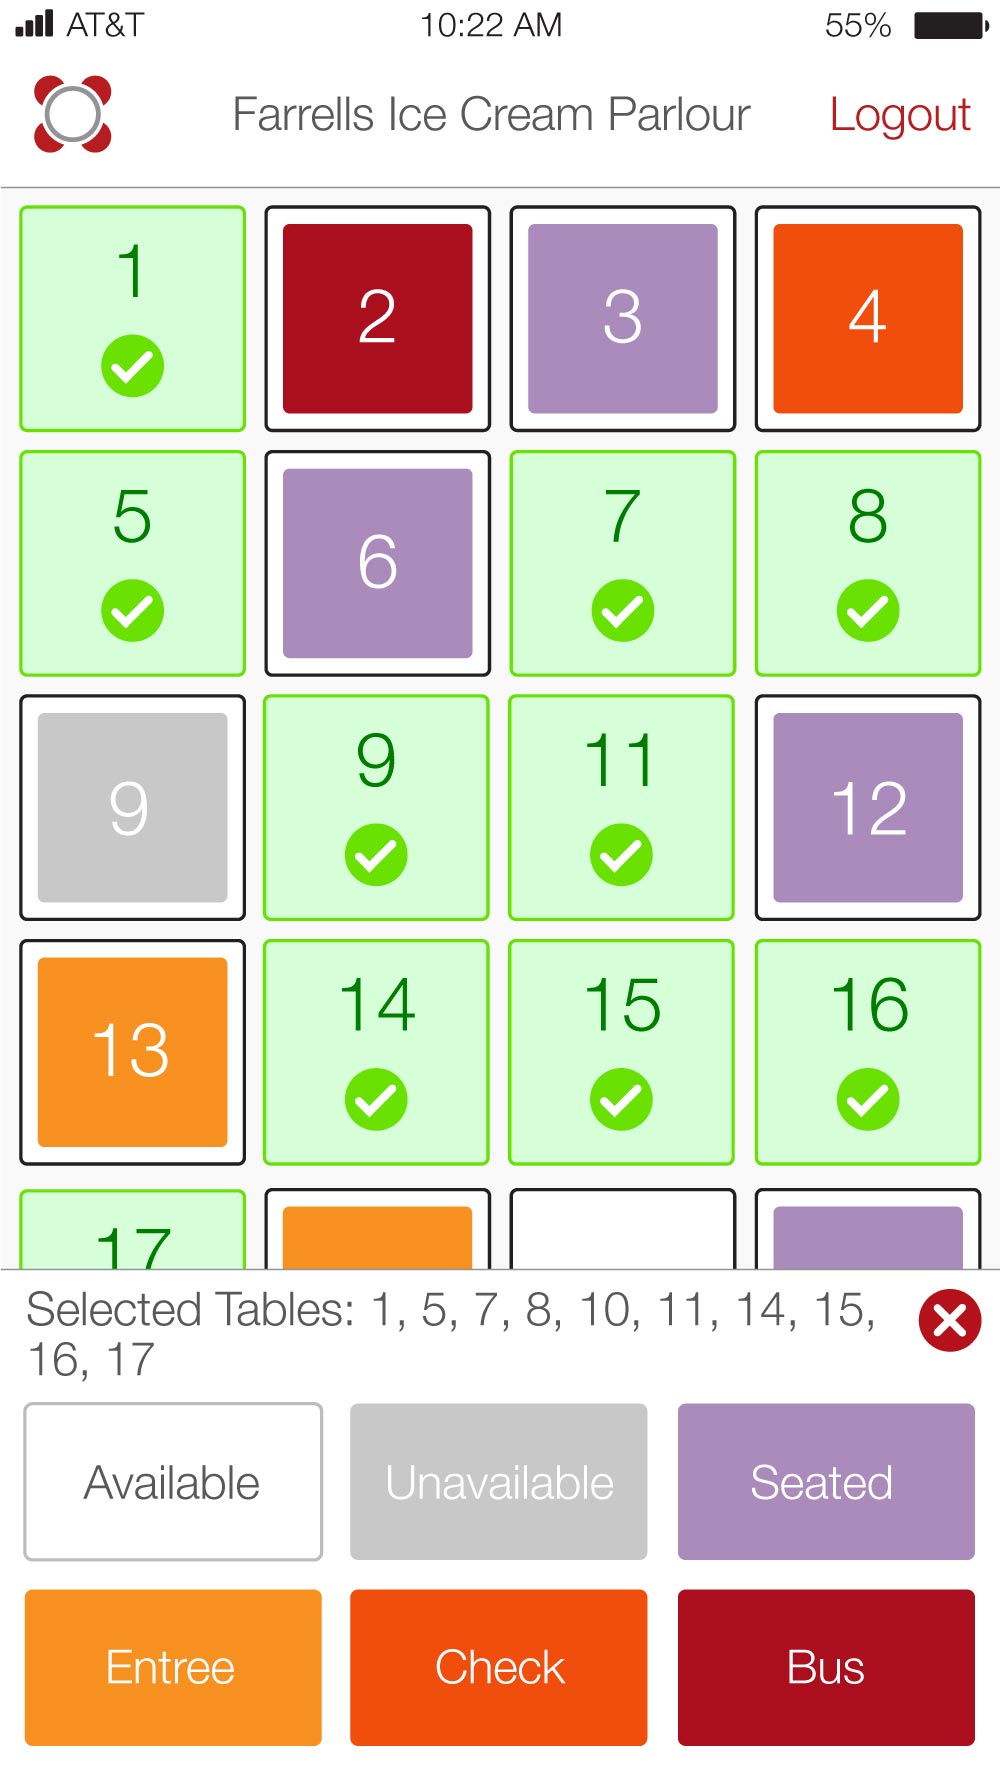 AT&T 10:22 AM 55%
Farrells Ice Cream Parlour Logout
1 2 3 4
5 6 7 8
9 9 11 12
13 14 15 16
17
Selected Tables: 1, 5, 7, 8, 10, 11, 14, 15,
16, 17
Available Unavailable Seated
Entree Check Bus